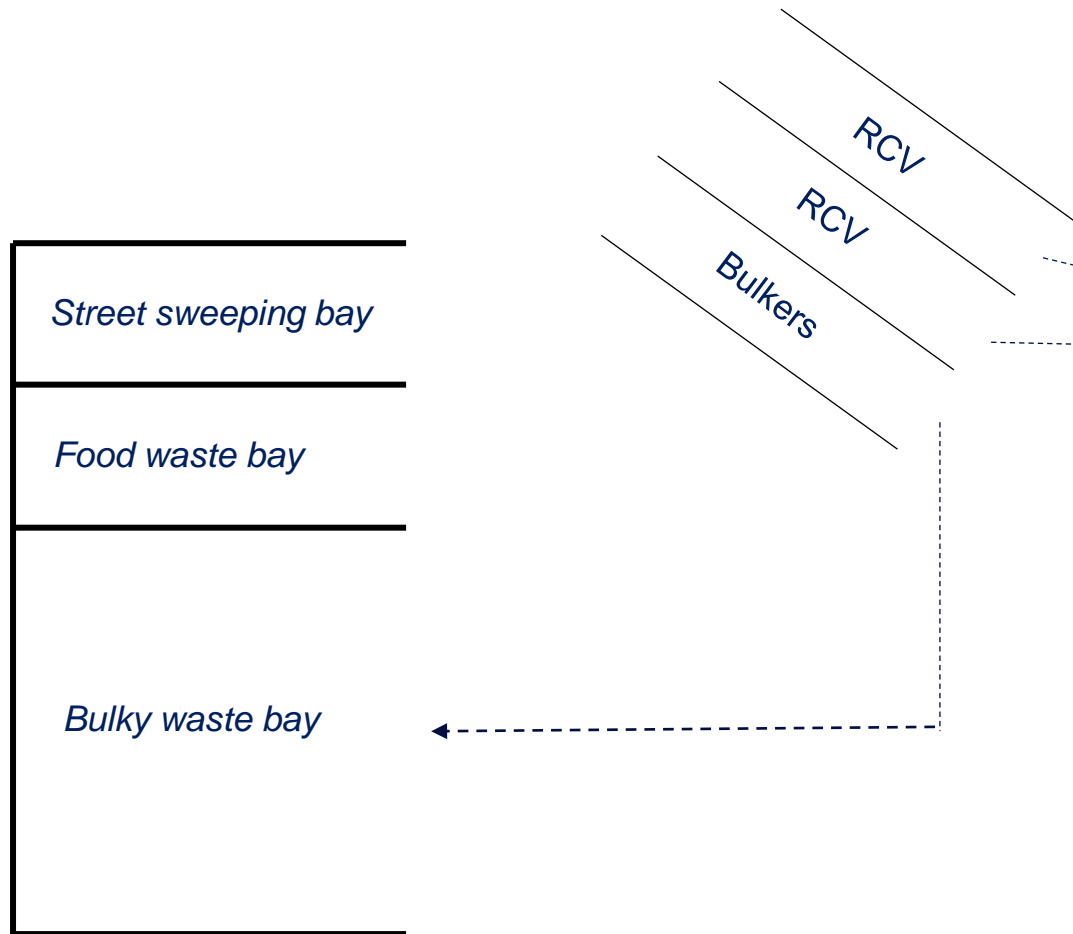 RCV
RCV
Bulkers
Street sweeping bay
Food waste bay
Bulky waste bay